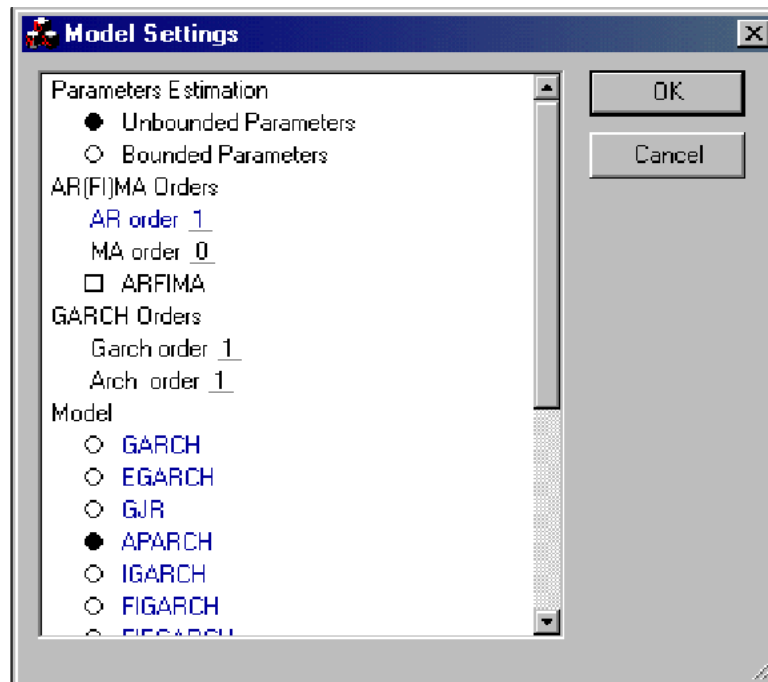 Model Settings
Parameters Estimation
Unbounded Parameters
Bounded Parameters
AR(FI)MA Orders
AR order 1
MA order 0
ARFIMA
GARCH Orders
Garch order 1
Arch order 1
Model
GARCH
EGARCH
GJR
APARCH
IGARCH
FIGARCH
FIEGARCH
OK
Cancel